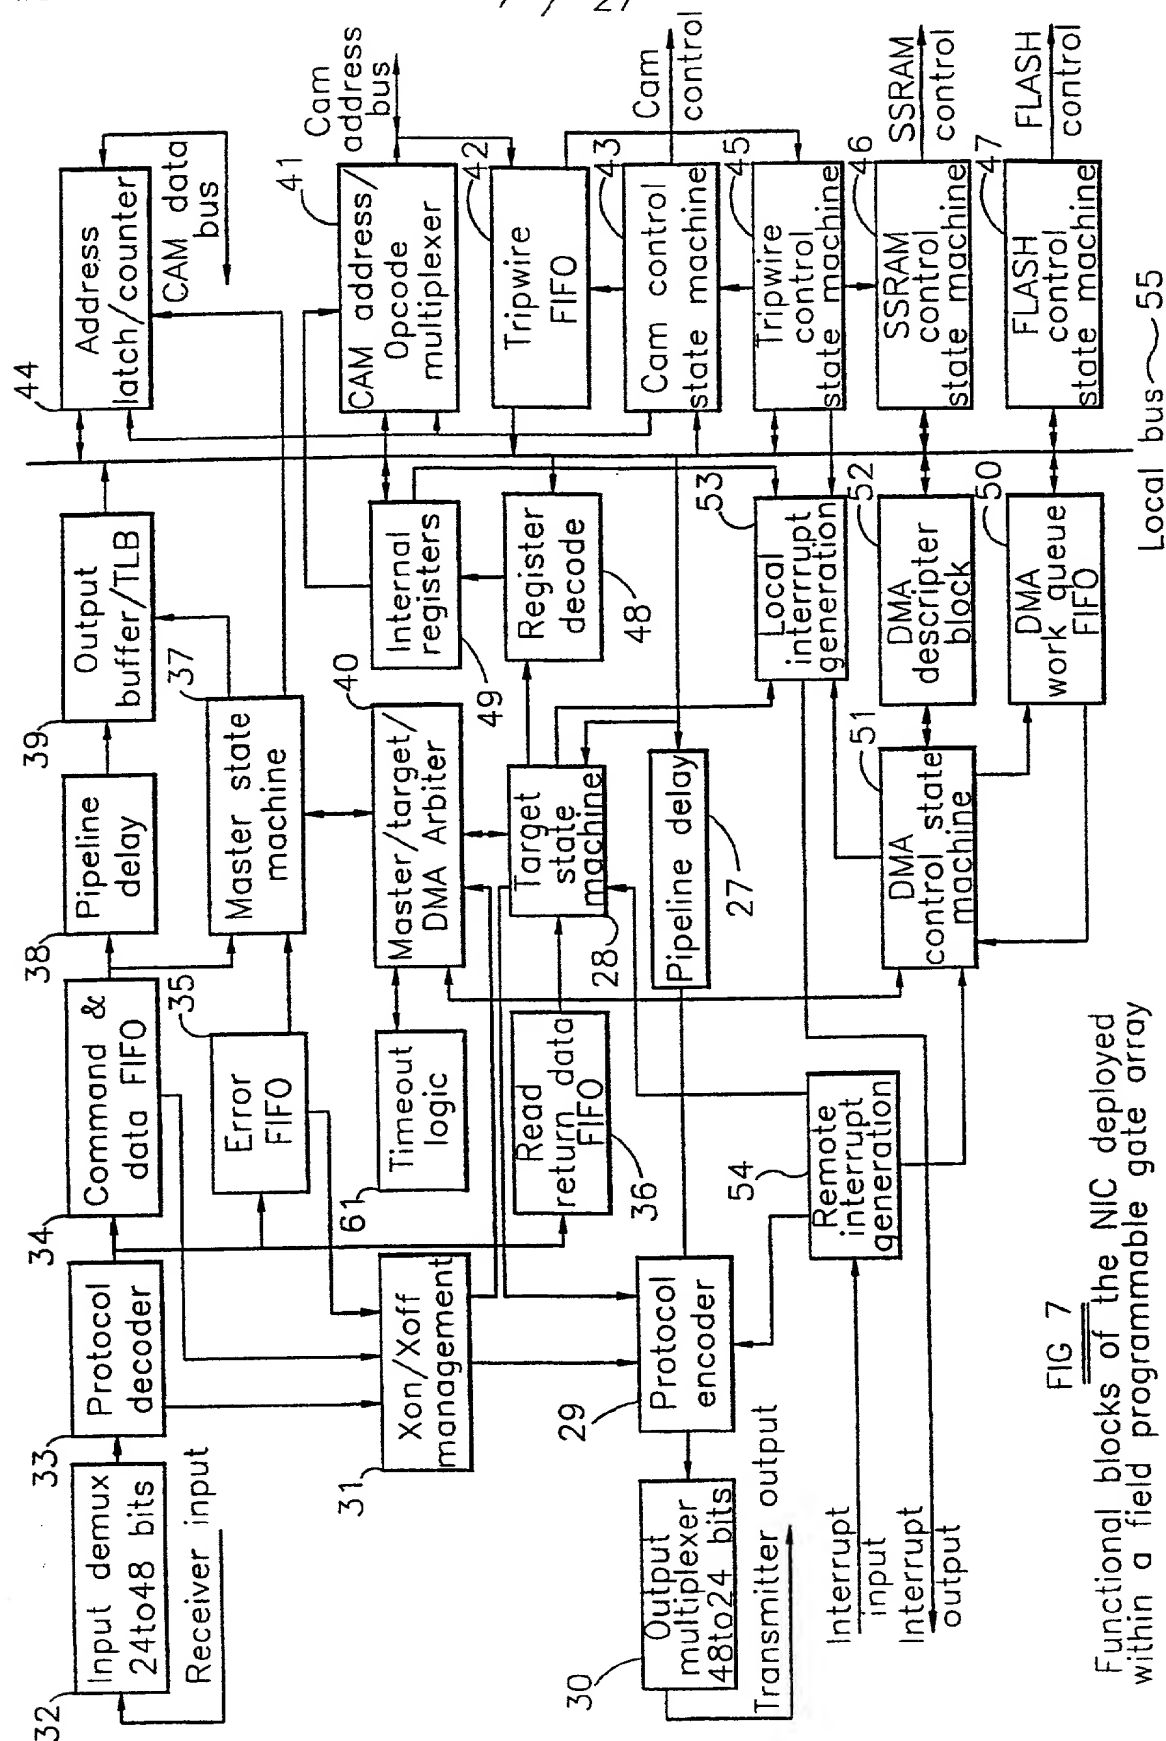 7 / 21
32
Input demux
24to48 bits
Receiver input
33
Protocol
decoder
34
Command &
data FIFO
38
Pipeline
delay
39
Output
buffer/TLB
44
Address
latch/counter
CAM data
bus
35
Error
FIFO
37
Master state
machine
31
Xon/Xoff
management
61
Timeout
logic
40
Master/target/
DMA Arbiter
49
Internal
registers
41
CAM address/
Opcode
multiplexer
Cam
address
bus
36
Read
return data
FIFO
28
Target
state
machine
48
Register
decode
42
Tripwire
FIFO
30
Output
multiplexer
48to24 bits
Transmitter output
29
Protocol
encoder
27
Pipeline delay
43
Cam control
state machine
Cam
control
54
Remote
interrupt
generation
Interrupt
input
Interrupt
output
53
Local
interrrupt
generation
45
Tripwire
control
state machine
51
DMA
control state
machine
52
DMA
descripter
block
46
SSRAM
control
state machine
SSRAM
control
50
DMA
work queue
FIFO
47
FLASH
control
state machine
FLASH
control
Local bus 55
FIG 7
Functional blocks of the NIC deployed
within a field programmable gate array